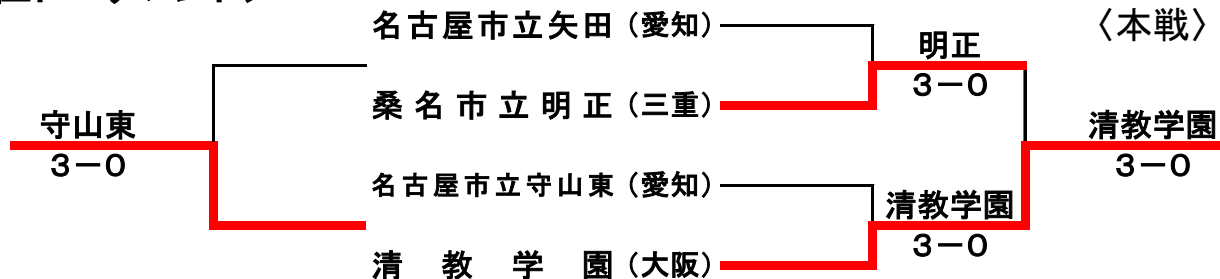 〈本戦〉
名古屋市立矢田（愛知）
明正
3－0
桑名市立明正（三重）
守山東
3－0
清教学園
3－0
名古屋市立守山東（愛知）
清教学園
3－0
清教学園（大阪）